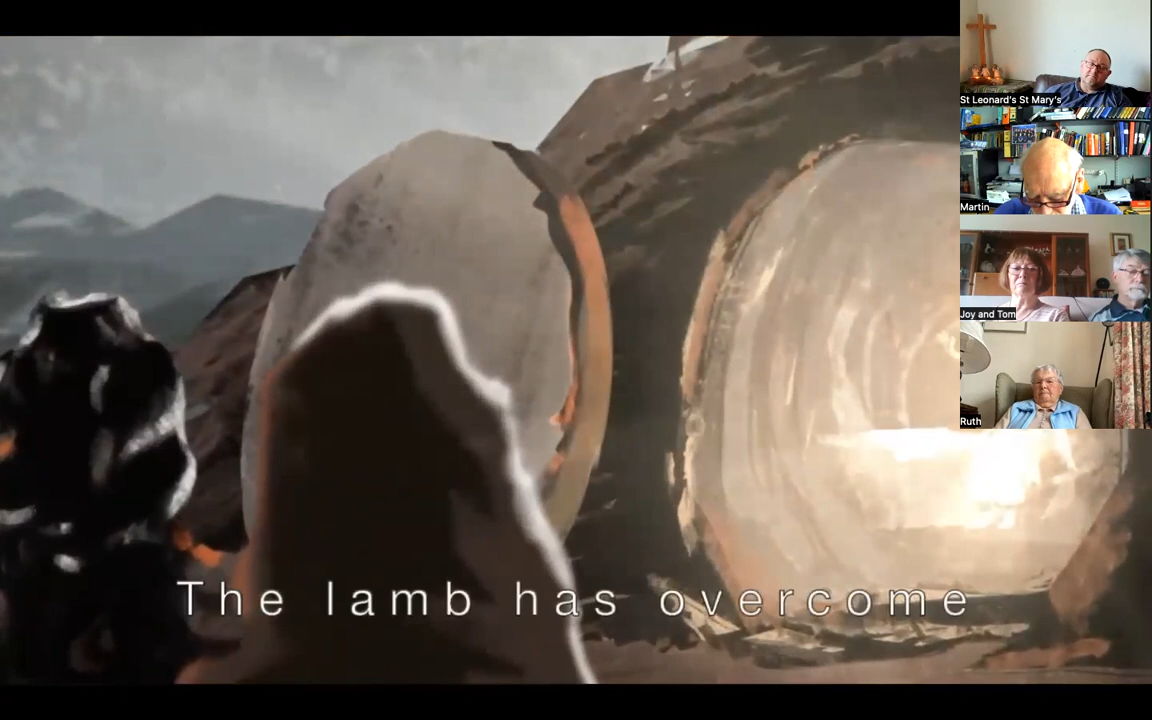 St Leonard's St Mary's
Martin
Joy and Tom
Ruth
The lamb has overcome